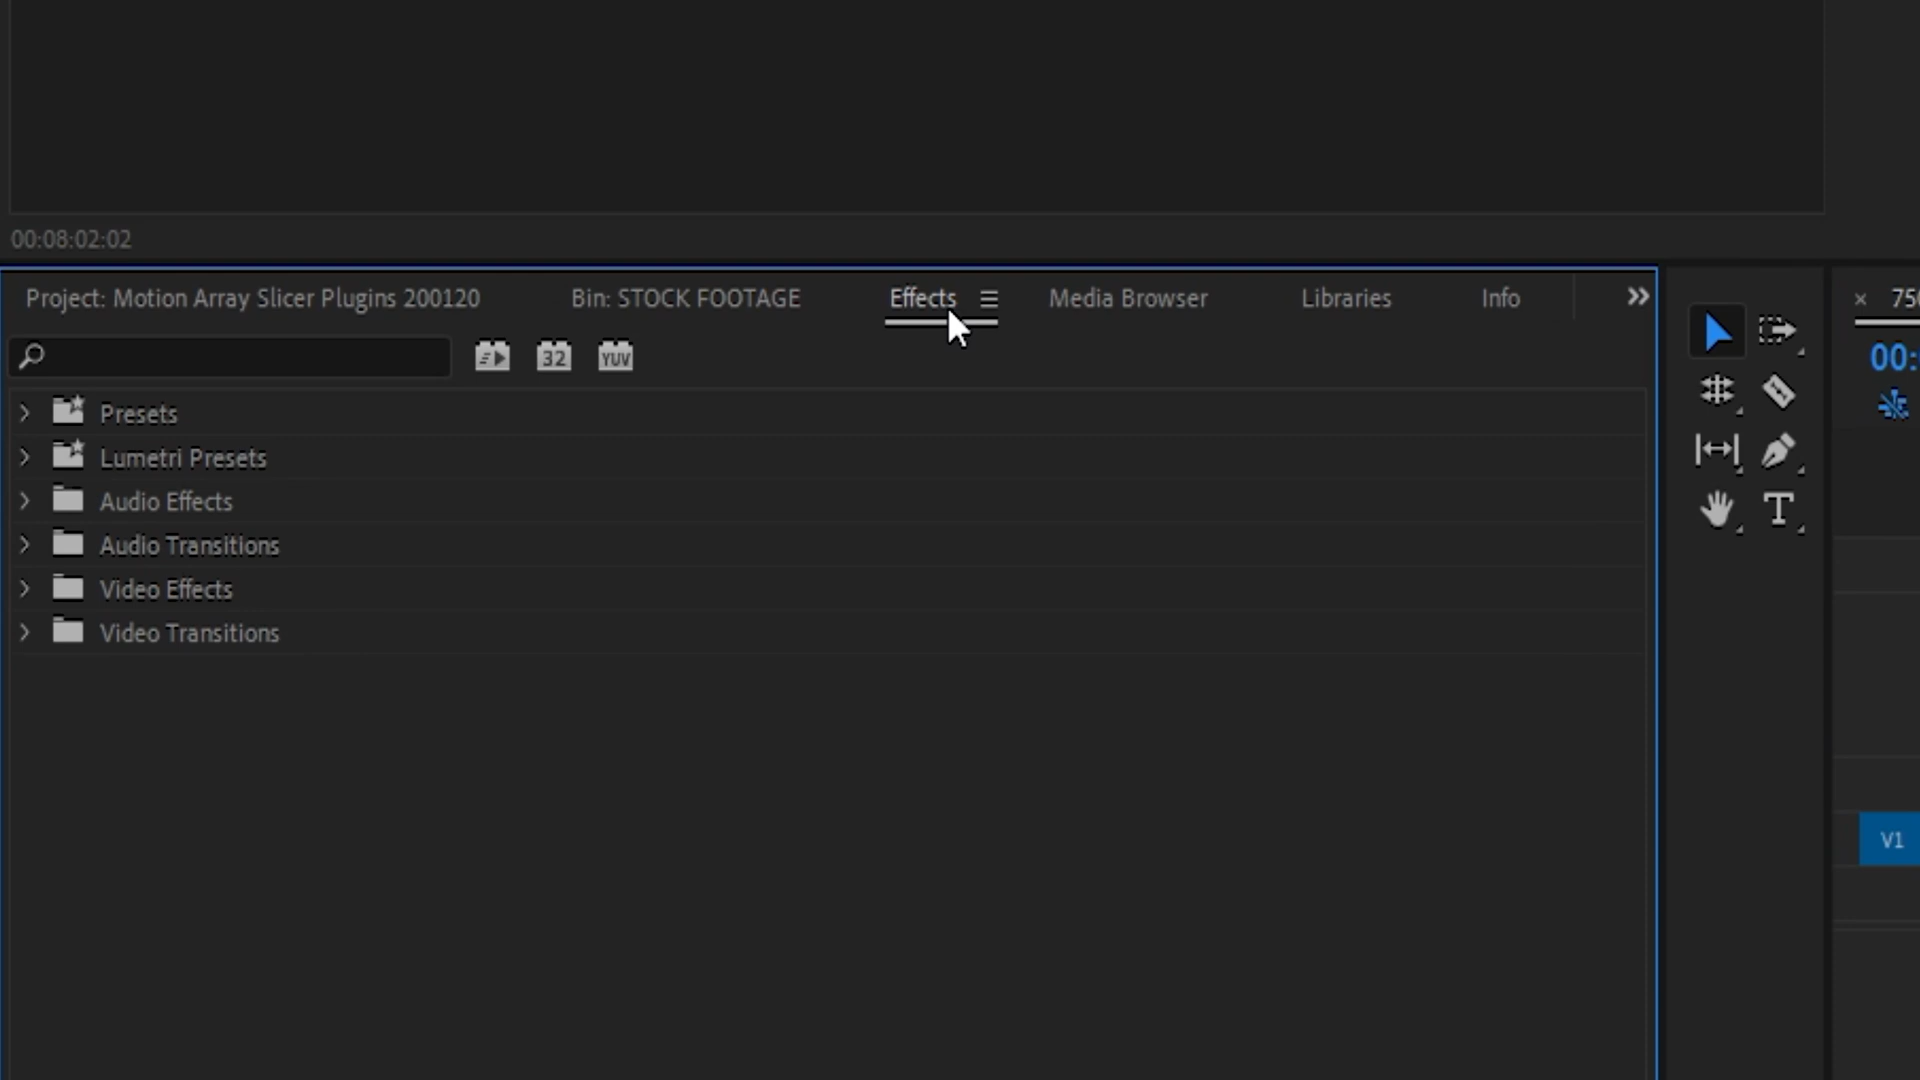 00:08:02:02
Project: Motion Array Slicer Plugins 200120 Bin: STOCK FOOTAGE Effects Media Browser Libraries Info
32 YUV
Presets
Lumetri Presets
Audio Effects
Audio Transitions
Video Effects
Video Transitions
T
V1